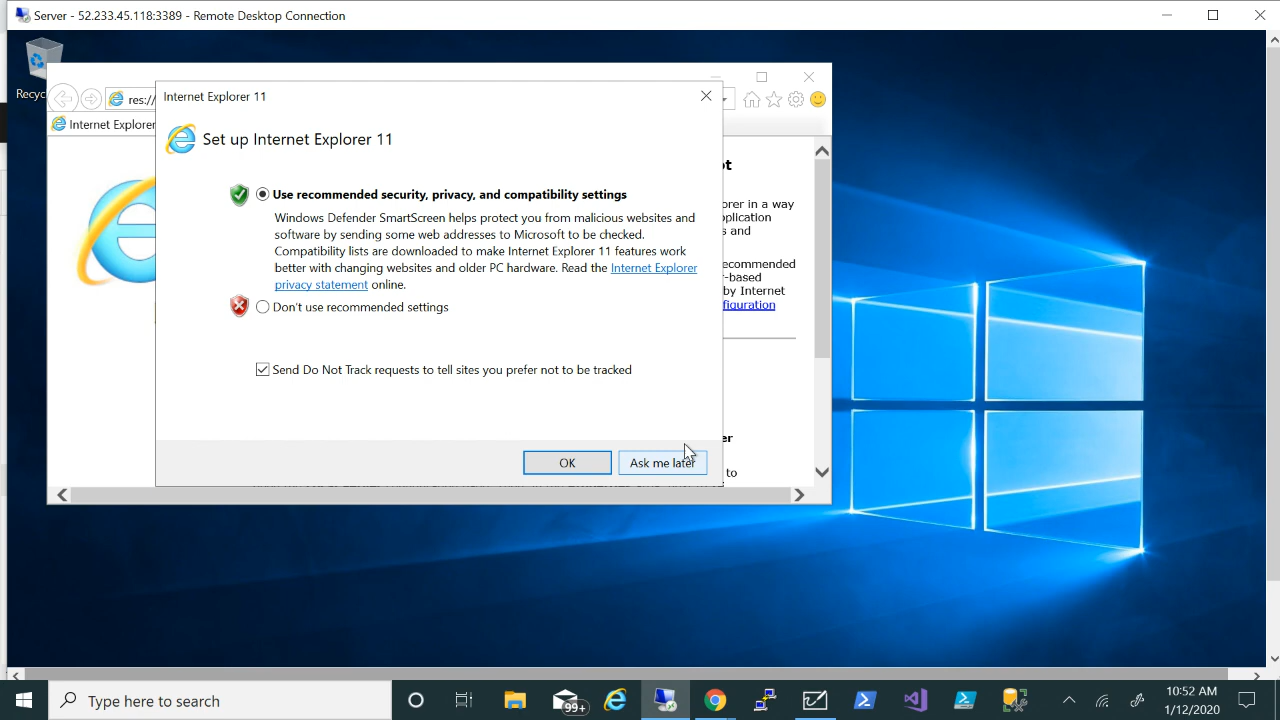 Server - 52.233.45.118:3389 - Remote Desktop Connection
Recyc
res://
Internet Explorer
Internet Explorer 11
Set up Internet Explorer 11
Use recommended security, privacy, and compatibility settings
Windows Defender SmartScreen helps protect you from malicious websites and
software by sending some web addresses to Microsoft to be checked.
Compatibility lists are downloaded to make Internet Explorer 11 features work
better with changing websites and older PC hardware. Read the Internet Explorer
privacy statement online.
Don't use recommended settings
Send Do Not Track requests to tell sites you prefer not to be tracked
OK
Ask me later
ot
orer in a way
pplication
s and
ecommended
r-based
by Internet
figuration
er
to
Type here to search
99+
10:52 AM
1/12/2020